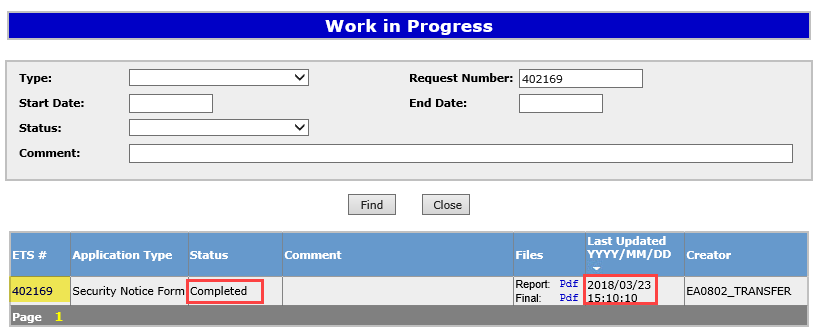 Work in Progress
Type: Request Number: 402169
Start Date: End Date:
Status:
Comment:
Find Close
ETS # Application Type Status Comment Files Last Updated YYYY/MM/DD Creator
402169 Security Notice Form Completed Report: Pdf 2018/03/23 EA0802_TRANSFER
Final: Pdf 15:10:10
Page 1